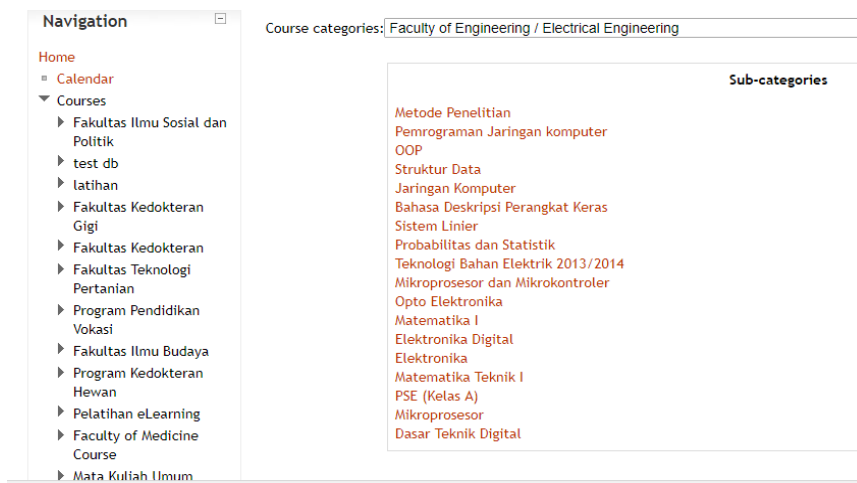 Navigation
Home
Calendar
Courses
Fakultas Ilmu Sosial dan
Politik
test db
latihan
Fakultas Kedokteran
Gigi
Fakultas Kedokteran
Fakultas Teknologi
Pertanian
Program Pendidikan
Vokasi
Fakultas Ilmu Budaya
Program Kedokteran
Hewan
Pelatihan eLearning
Faculty of Medicine
Course
Mata Kuliah Umum
Course categories: Faculty of Engineering / Electrical Engineering
Sub-categories
Metode Penelitian
Pemrograman Jaringan komputer
OOP
Struktur Data
Jaringan Komputer
Bahasa Deskripsi Perangkat Keras
Sistem Linier
Probabilitas dan Statistik
Teknologi Bahan Elektrik 2013/2014
Mikroprosesor dan Mikrokontroler
Opto Elektronika
Matematika I
Elektronika Digital
Elektronika
Matematika Teknik I
PSE (Kelas A)
Mikroprosesor
Dasar Teknik Digital